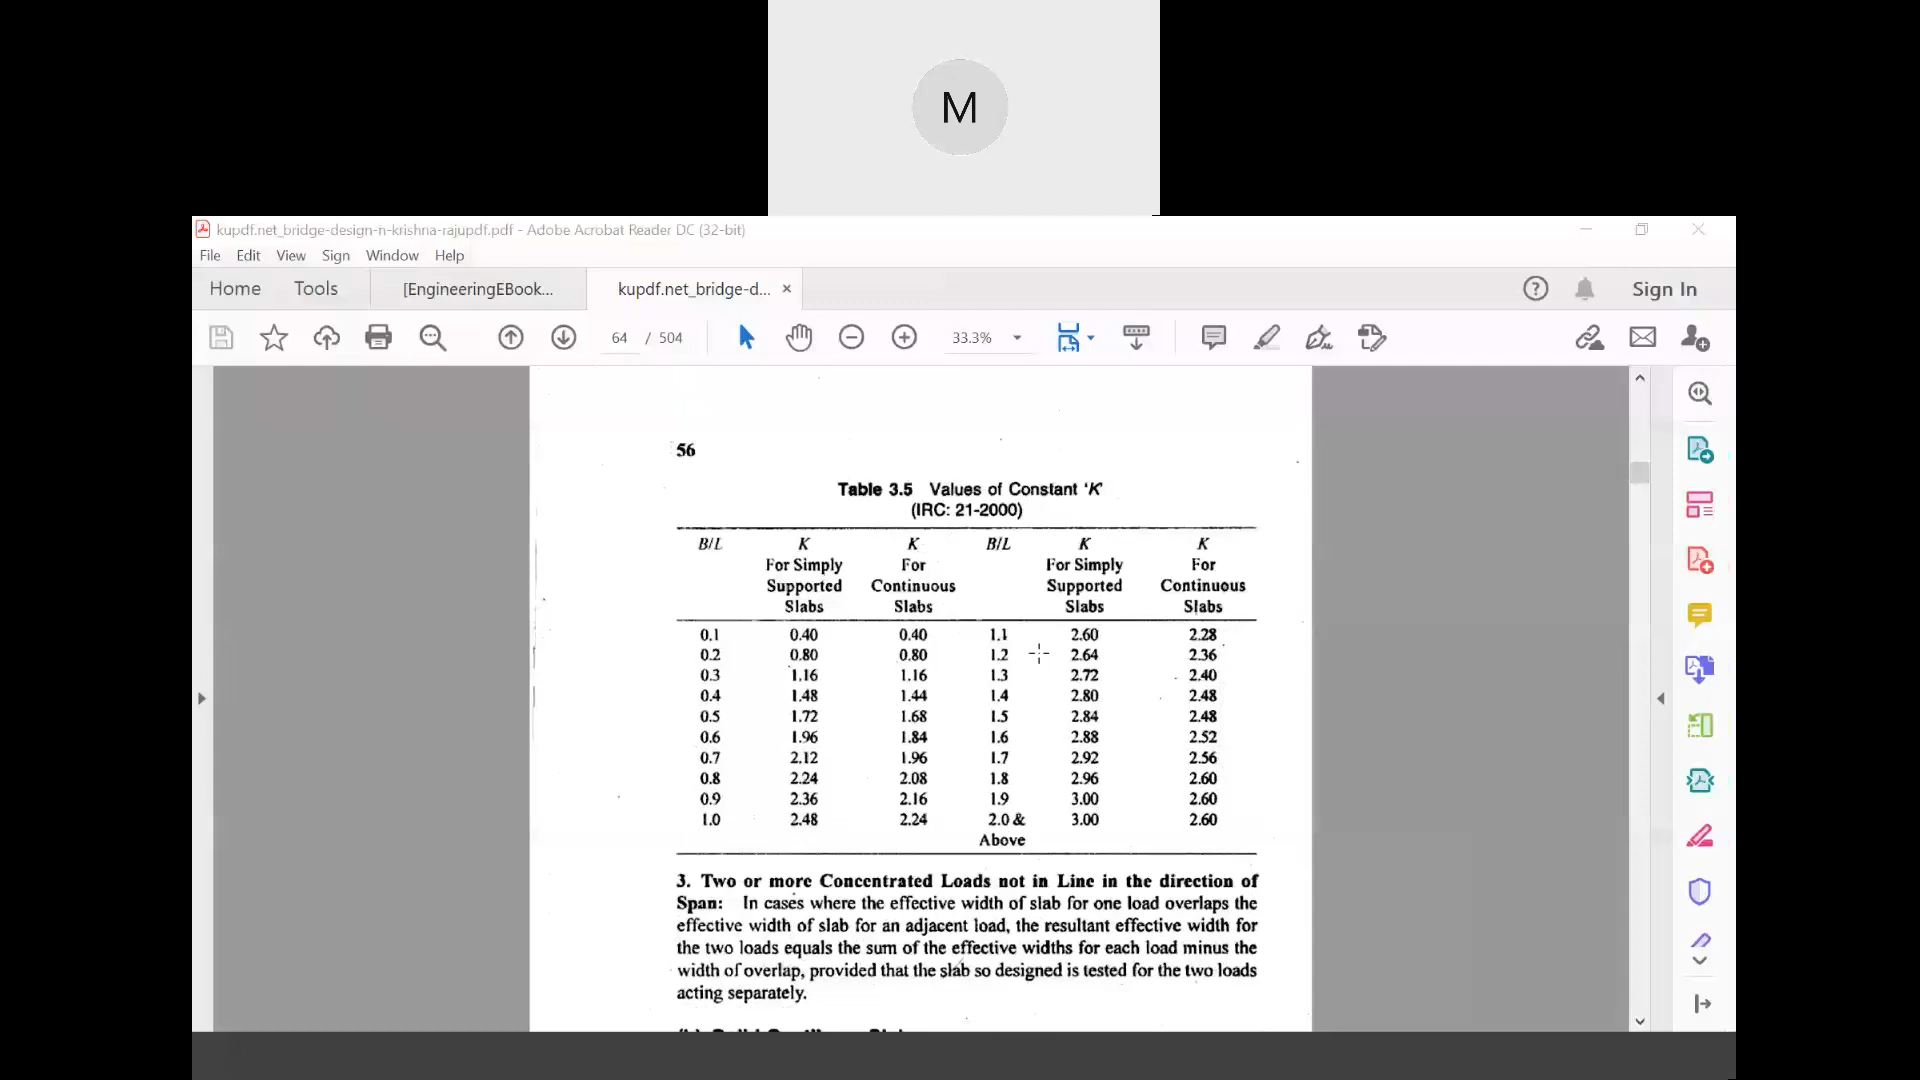 M
kupdf.net_bridge-design-n-krishna-rajupdf.pdf - Adobe Acrobat Reader DC (32-bit)
File Edit View Sign Window Help
Home Tools [EngineeringEBook... kupdf.net_bridge-d... × Sign In
64 / 504 33.3%
56
Table 3.5 Values of Constant ‘K’
(IRC: 21-2000)
B/L K K B/L K K
For Simply For For Simply For
Supported Continuous Supported Continuous
Slabs Slabs Slabs Slabs
0.1 0.40 0.40 1.1 2.60 2.28
0.2 0.80 0.80 1.2 2.64 2.36
0.3 1.16 1.16 1.3 2.72 2.40
0.4 1.48 1.44 1.4 2.80 2.48
0.5 1.72 1.68 1.5 2.84 2.48
0.6 1.96 1.84 1.6 2.88 2.52
0.7 2.12 1.96 1.7 2.92 2.56
0.8 2.24 2.08 1.8 2.96 2.60
0.9 2.36 2.16 1.9 3.00 2.60
1.0 2.48 2.24 2.0 & 3.00 2.60
Above
3. Two or more Concentrated Loads not in Line in the direction of
Span: In cases where the effective width of slab for one load overlaps the
effective width of slab for an adjacent load, the resultant effective width for
the two loads equals the sum of the effective widths for each load minus the
width of overlap, provided that the slab so designed is tested for the two loads
acting separately.